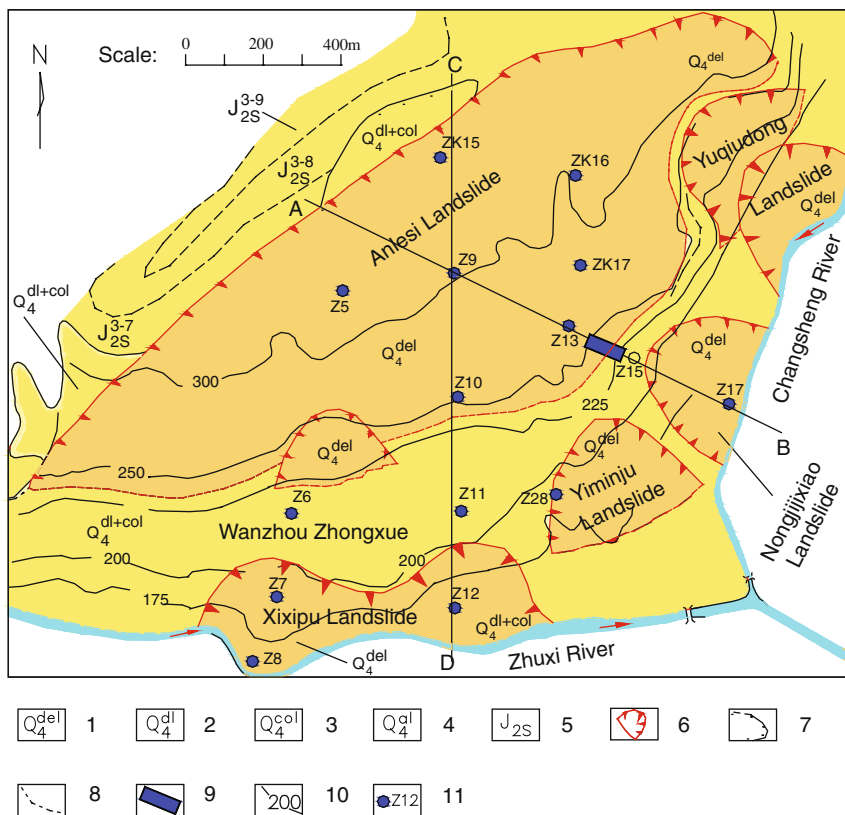 N
Scale: 0 200 400m
C
Q₄ᵈᵉˡ
J₂S³⁻⁹
Q₄ᵈˡ⁺ᶜᵒˡ
ZK15
Yuqiudong
J₂S³⁻⁸
ZK16
Landslide
A
Q₄ᵈᵉˡ
Anlesi Landslide
Z9
ZK17
Changsheng River
Q₄ᵈˡ⁺ᶜᵒˡ
Z5
J₂S³⁻⁷
Z13
Q₄ᵈᵉˡ
Q₄ᵈᵉˡ
Z15
300
Z10
Z17
225
B
Q₄ᵈᵉˡ
Q₄ᵈᵉˡ
250
Yiminju
Landslide
Z28
Z6
Z11
Nongjijixiao
Landslide
Q₄ᵈˡ⁺ᶜᵒˡ
Wanzhou Zhongxue
200
200
175
Z7
Z12
Xixipu Landslide
Q₄ᵈˡ⁺ᶜᵒˡ
Z8
Q₄ᵈᵉˡ
D
Zhuxi River
Q₄ᵈᵉˡ 1
Q₄ᵈˡ 2
Q₄ᶜᵒˡ 3
Q₄ᵃˡ 4
J₂S 5
6
7
8
9
200 10
Z12 11